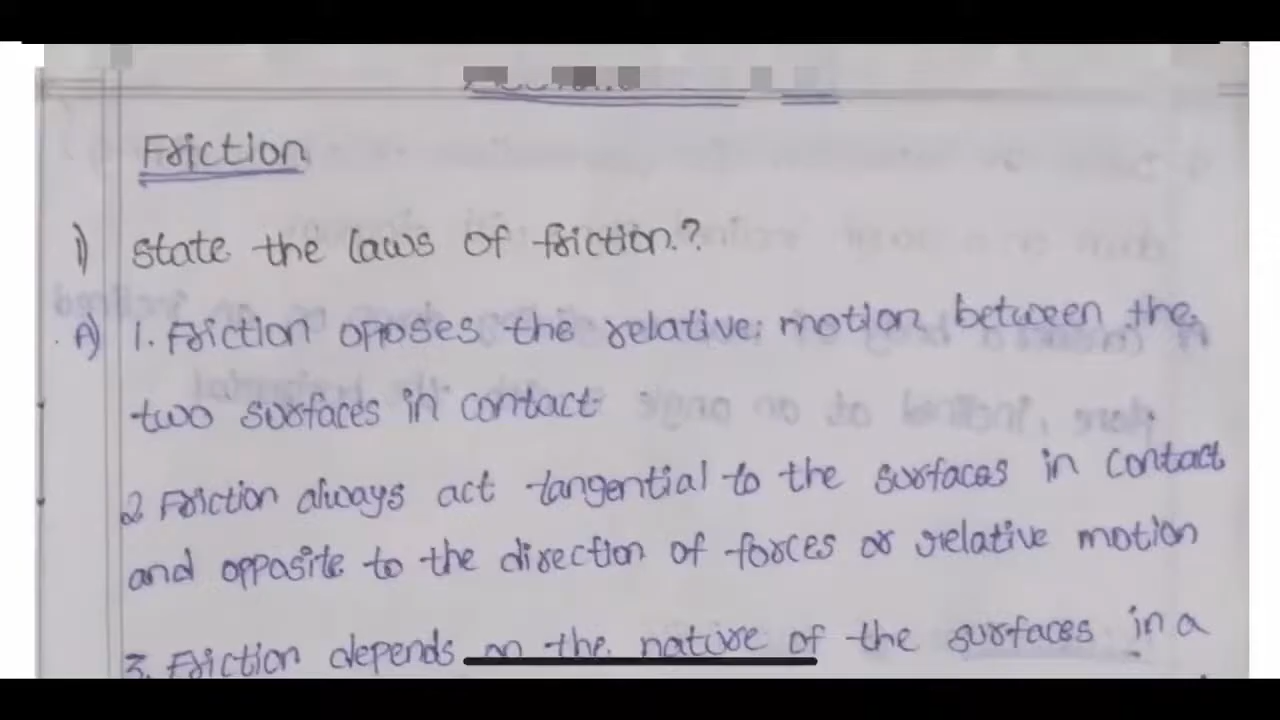 Friction
1) state the laws of friction?
A) 1. Friction opposes the relative motion between the
two surfaces in contact
2 Friction always act tangential to the surfaces in contact
and opposite to the direction of forces or relative motion
3. Friction depends on the nature of the surfaces in a